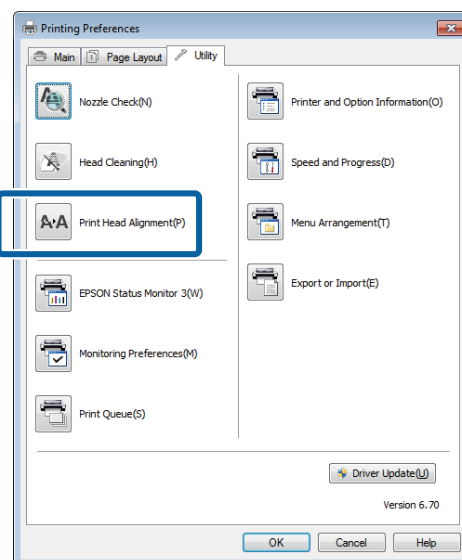 Printing Preferences
Main
Page Layout
Utility
Nozzle Check(N)
Head Cleaning(H)
Print Head Alignment(P)
EPSON Status Monitor 3(W)
Monitoring Preferences(M)
Print Queue(S)
Printer and Option Information(O)
Speed and Progress(D)
Menu Arrangement(T)
Export or Import(E)
Driver Update(U)
Version 6.70
OK
Cancel
Help